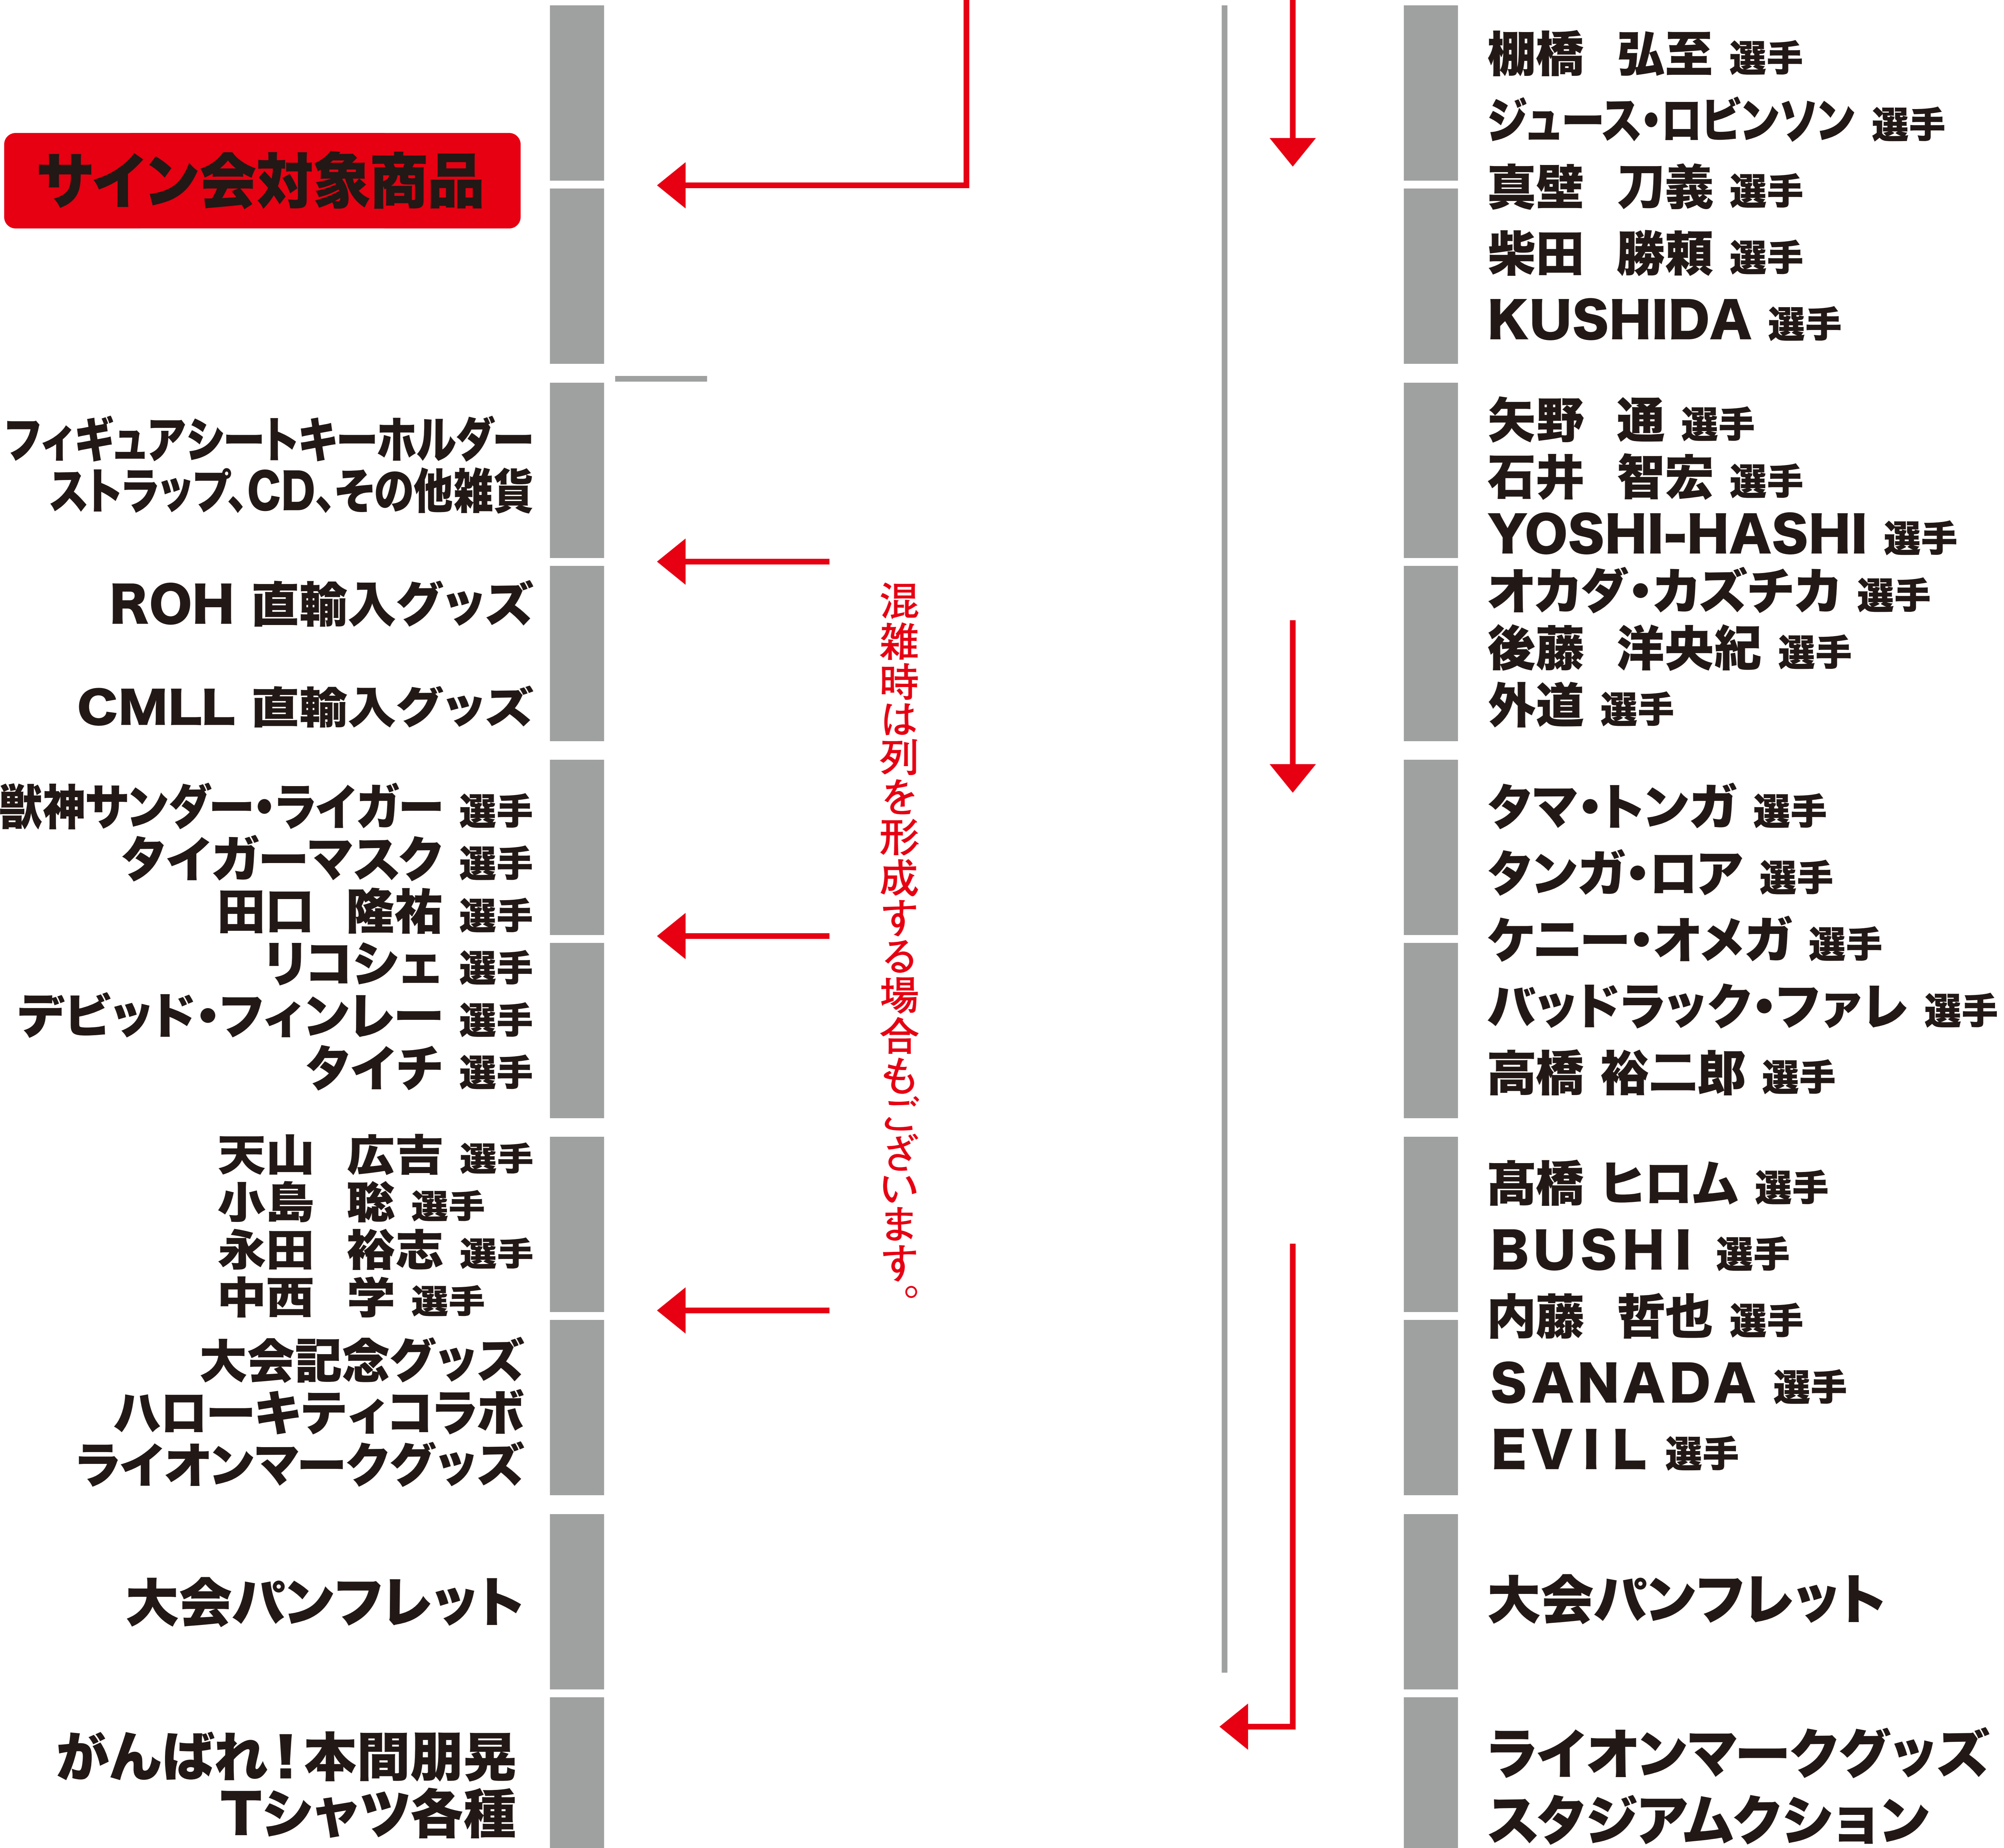 サイン会対象商品
フィギュアシートキーホルダー
ストラップ、CD、その他雑貨
ROH 直輸入グッズ
CMLL 直輸入グッズ
獣神サンダー・ライガー 選手
タイガーマスク 選手
田口 隆祐 選手
リコシェ 選手
デビッド・フィンレー 選手
タイチ 選手
天山 広吉 選手
小島 聡 選手
永田 裕志 選手
中西 学 選手
大会記念グッズ
ハローキティコラボ
ライオンマークグッズ
大会パンフレット
がんばれ！本間朋晃
Tシャツ各種
混雑時は列を形成する場合もございます。
棚橋 弘至 選手
ジュース・ロビンソン 選手
真壁 刀義 選手
柴田 勝頼 選手
KUSHIDA 選手
矢野 通 選手
石井 智宏 選手
YOSHI-HASHI 選手
オカダ・カズチカ 選手
後藤 洋央紀 選手
外道 選手
タマ・トンガ 選手
タンガ・ロア 選手
ケニー・オメガ 選手
バッドラック・ファレ 選手
高橋 裕二郎 選手
髙橋 ヒロム 選手
BUSHI 選手
内藤 哲也 選手
SANADA 選手
EVIL 選手
大会パンフレット
ライオンマークグッズ
スタジアムクション